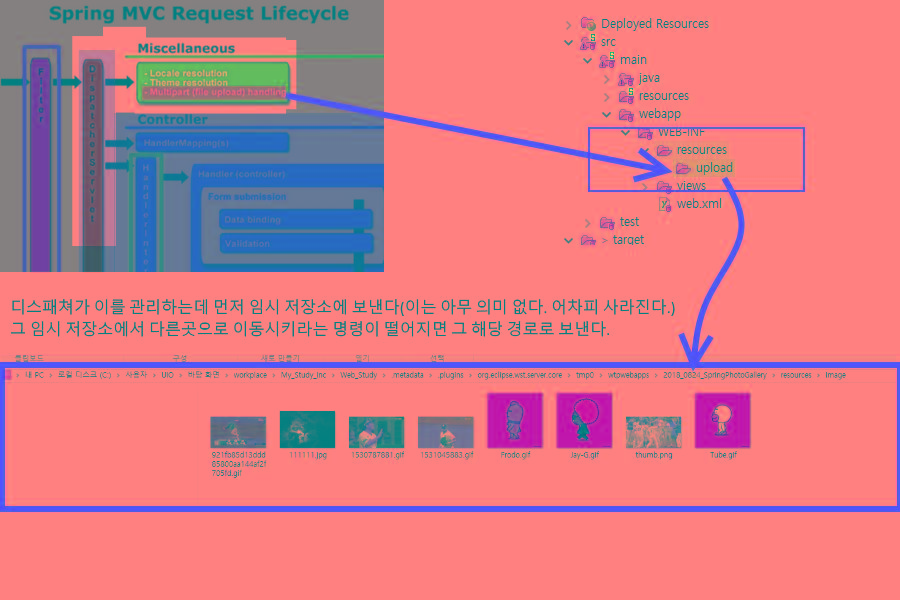 Spring MVC Request Lifecycle
Miscellaneous
- Locale resolution
- Theme resolution
- Multipart (file upload) handling
Filter
DispatcherServlet
Controller
HandlerMapping(s)
HandlerInter
Handler (controller)
Form submission
Data binding
Validation
Deployed Resources
src
main
java
resources
webapp
WEB-INF
resources
upload
views
web.xml
test
> target
디스패쳐가 이를 관리하는데 먼저 임시 저장소에 보낸다(이는 아무 의미 없다. 어차피 사라진다.)
그 임시 저장소에서 다른곳으로 이동시키라는 명령이 떨어지면 그 해당 경로로 보낸다.
클립보드 구성 새로 만들기 열기 선택
내 PC > 로컬 디스크 (C:) > 사용자 > UIO > 바탕 화면 > workplace > My_Study_Inc > Web_Study > .metadata > .plugins > org.eclipse.wst.server.core > tmp0 > wtpwebapps > 2018_0824_SpringPhotoGallery > resources > image
111111.jpg
1530787881.gif
1531045883.gif
Frodo.gif
Jay-G.gif
thumb.png
Tube.gif
705fd.gif